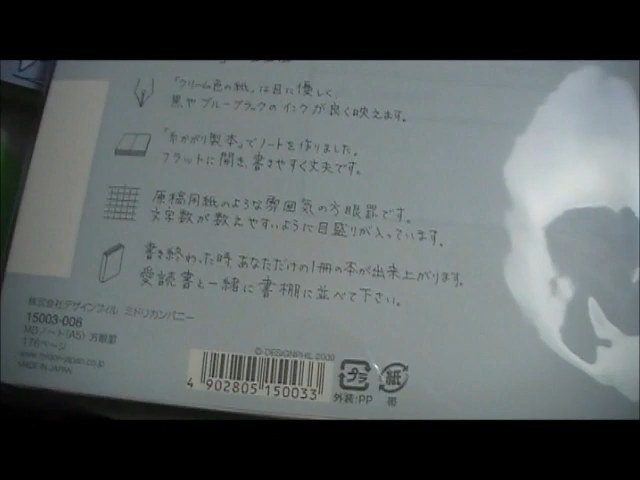 「クリーム色の紙」は目に優しく、
黒やブルーブラックのインクが良く映えます。
「糸かがり製本」でノートを作りました。
フラットに開き、書きやすく丈夫です。
原稿用紙のような雰囲気の方眼罫です。
文字数が数えやすいように目盛りが入っています。
書き終わった時、あなただけの1冊の本が出来上がります。
愛読書と一緒に書棚に並べて下さい。
株式会社デザインフィル ミドリカンパニー
15003-006
MDノート〈A5〉方眼罫
176ページ
www.midori-japan.co.jp
MADE IN JAPAN
© DESIGNPHIL 2008
4 902805 150033
プラ
外装:PP
紙
帯